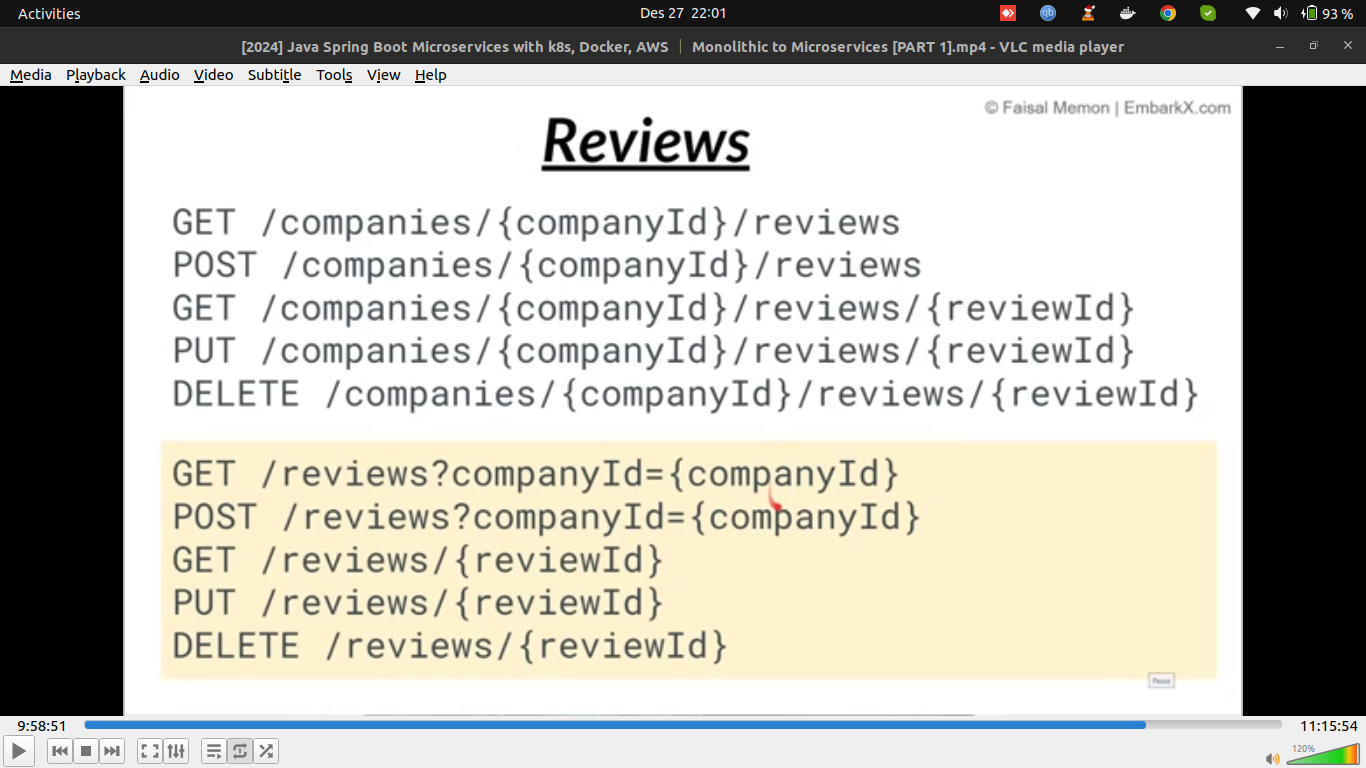 Activities
Des 27 22:01
93 %
[2024] Java Spring Boot Microservices with k8s, Docker, AWS ｜ Monolithic to Microservices [PART 1].mp4 - VLC media player
Media Playback Audio Video Subtitle Tools View Help
© Faisal Memon | EmbarkX.com
Reviews
GET /companies/{companyId}/reviews
POST /companies/{companyId}/reviews
GET /companies/{companyId}/reviews/{reviewId}
PUT /companies/{companyId}/reviews/{reviewId}
DELETE /companies/{companyId}/reviews/{reviewId}
GET /reviews?companyId={companyId}
POST /reviews?companyId={companyId}
GET /reviews/{reviewId}
PUT /reviews/{reviewId}
DELETE /reviews/{reviewId}
Pause
9:58:51
11:15:54
120%